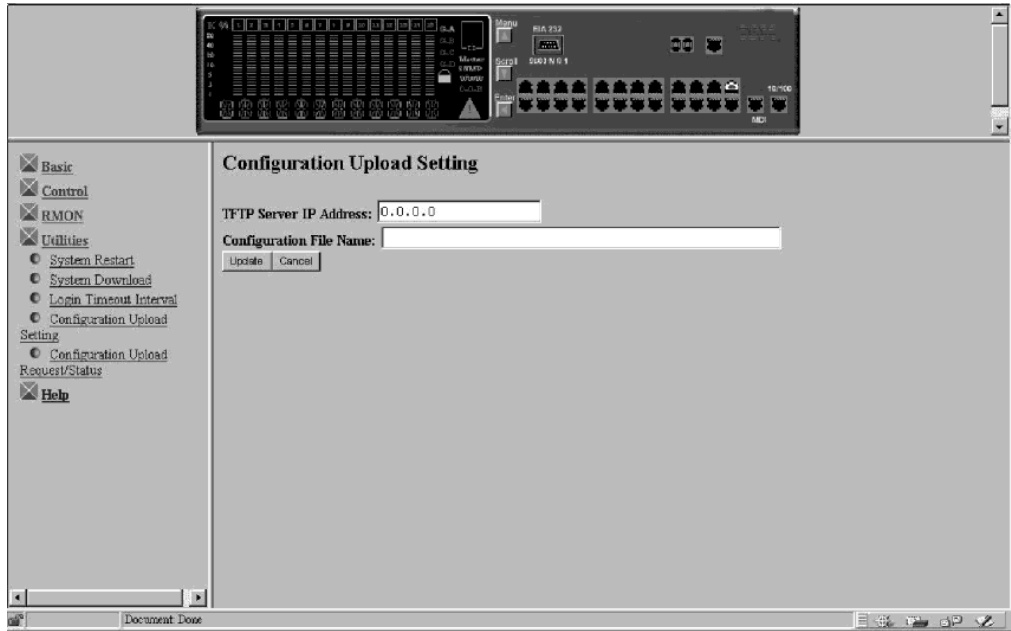 Menu
EIA 232
Scroll
Enter
10/100
MDI
Basic
Control
RMON
Utilities
System Restart
System Download
Login Timeout Interval
Configuration Upload
Setting
Configuration Upload
Request/Status
Help
Configuration Upload Setting
TFTP Server IP Address: 0.0.0.0
Configuration File Name:
Update Cancel
Document: Done